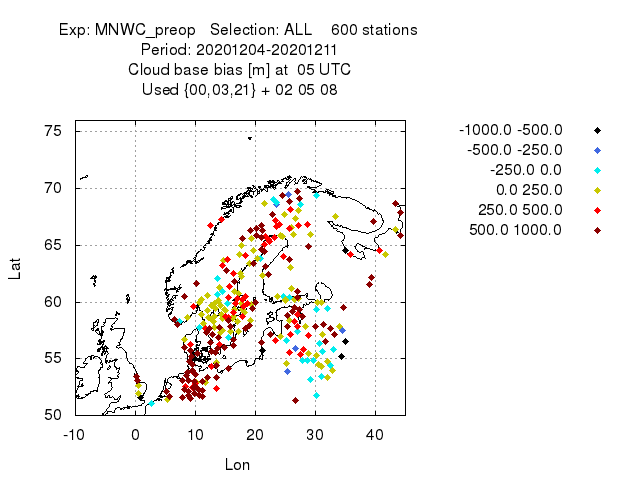 Exp: MNWC_preop   Selection: ALL    600 stations
Period: 20201204-20201211
Cloud base bias [m] at  05 UTC
Used {00,03,21} + 02 05 08
-1000.0 -500.0
-500.0 -250.0
-250.0 0.0
0.0 250.0
250.0 500.0
500.0 1000.0
75
70
65
60
55
50
Lat
-10 0 10 20 30 40
Lon